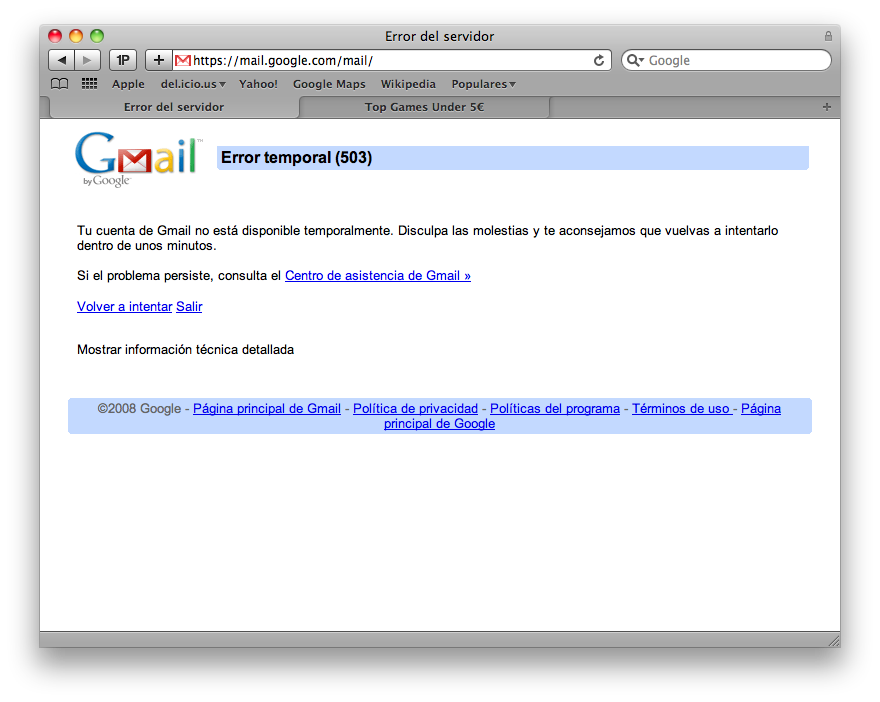 Error del servidor
1P
+
https://mail.google.com/mail/
Google
Apple
del.icio.us
Yahoo!
Google Maps
Wikipedia
Populares
Error del servidor
Top Games Under 5€
+
Gmail™
by Google™
Error temporal (503)
Tu cuenta de Gmail no está disponible temporalmente. Disculpa las molestias y te aconsejamos que vuelvas a intentarlo
dentro de unos minutos.
Si el problema persiste, consulta el Centro de asistencia de Gmail »
Volver a intentar Salir
Mostrar información técnica detallada
©2008 Google - Página principal de Gmail - Política de privacidad - Políticas del programa - Términos de uso - Página
principal de Google